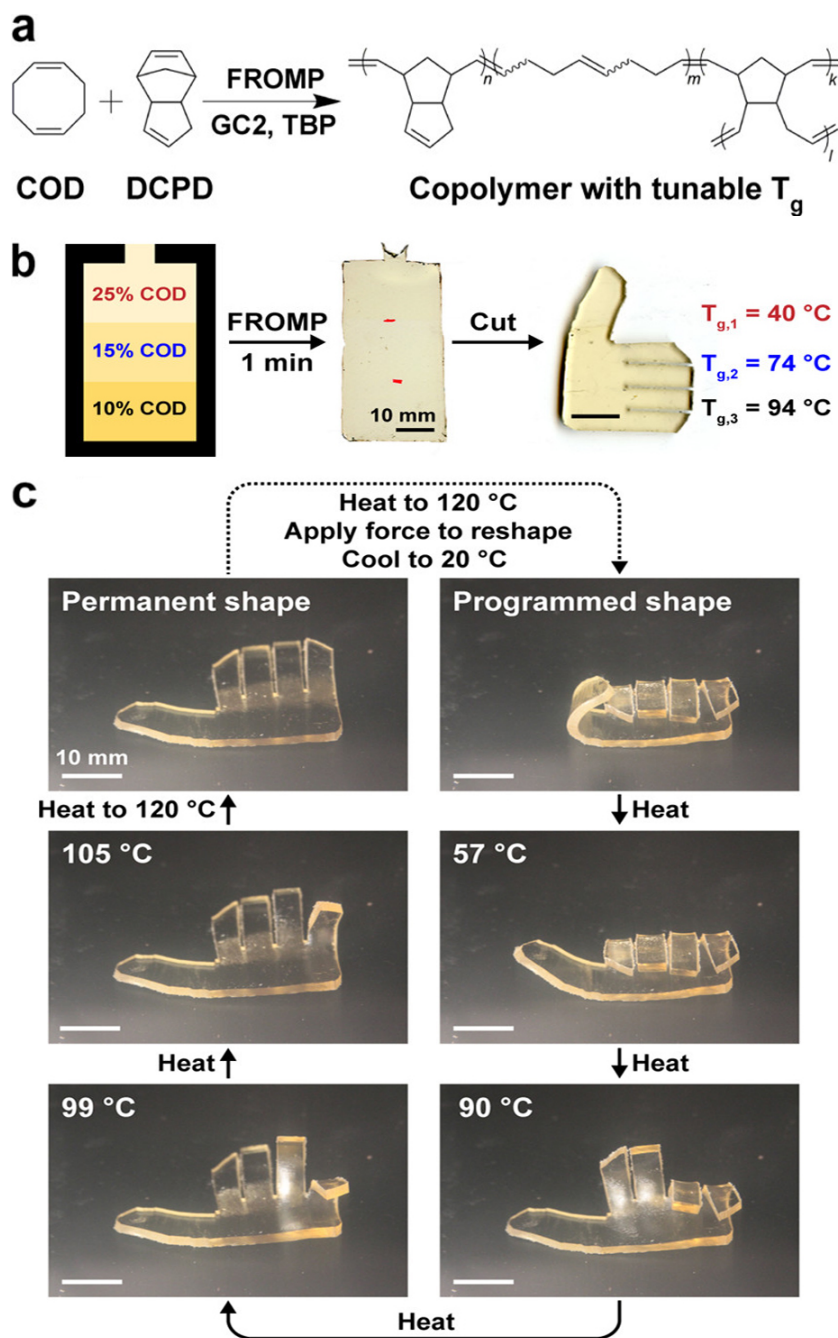 a
COD
+
DCPD
FROMP
GC2, TBP
n
m
k
l
Copolymer with tunable Tg
b
25% COD
15% COD
10% COD
FROMP
1 min
10 mm
Cut
Tg,1 = 40 °C
Tg,2 = 74 °C
Tg,3 = 94 °C
c
Heat to 120 °C
Apply force to reshape
Cool to 20 °C
Permanent shape
10 mm
Programmed shape
Heat to 120 °C
Heat
105 °C
57 °C
Heat
Heat
99 °C
90 °C
Heat